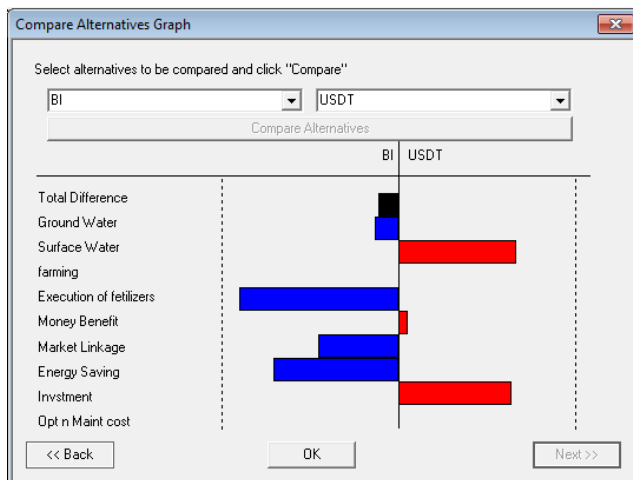 Compare Alternatives Graph
Select alternatives to be compared and click "Compare"
BI USDT
Compare Alternatives
BI USDT
Total Difference
Ground Water
Surface Water
farming
Execution of fetilizers
Money Benefit
Market Linkage
Energy Saving
Invstment
Opt n Maint cost
<< Back OK Next >>